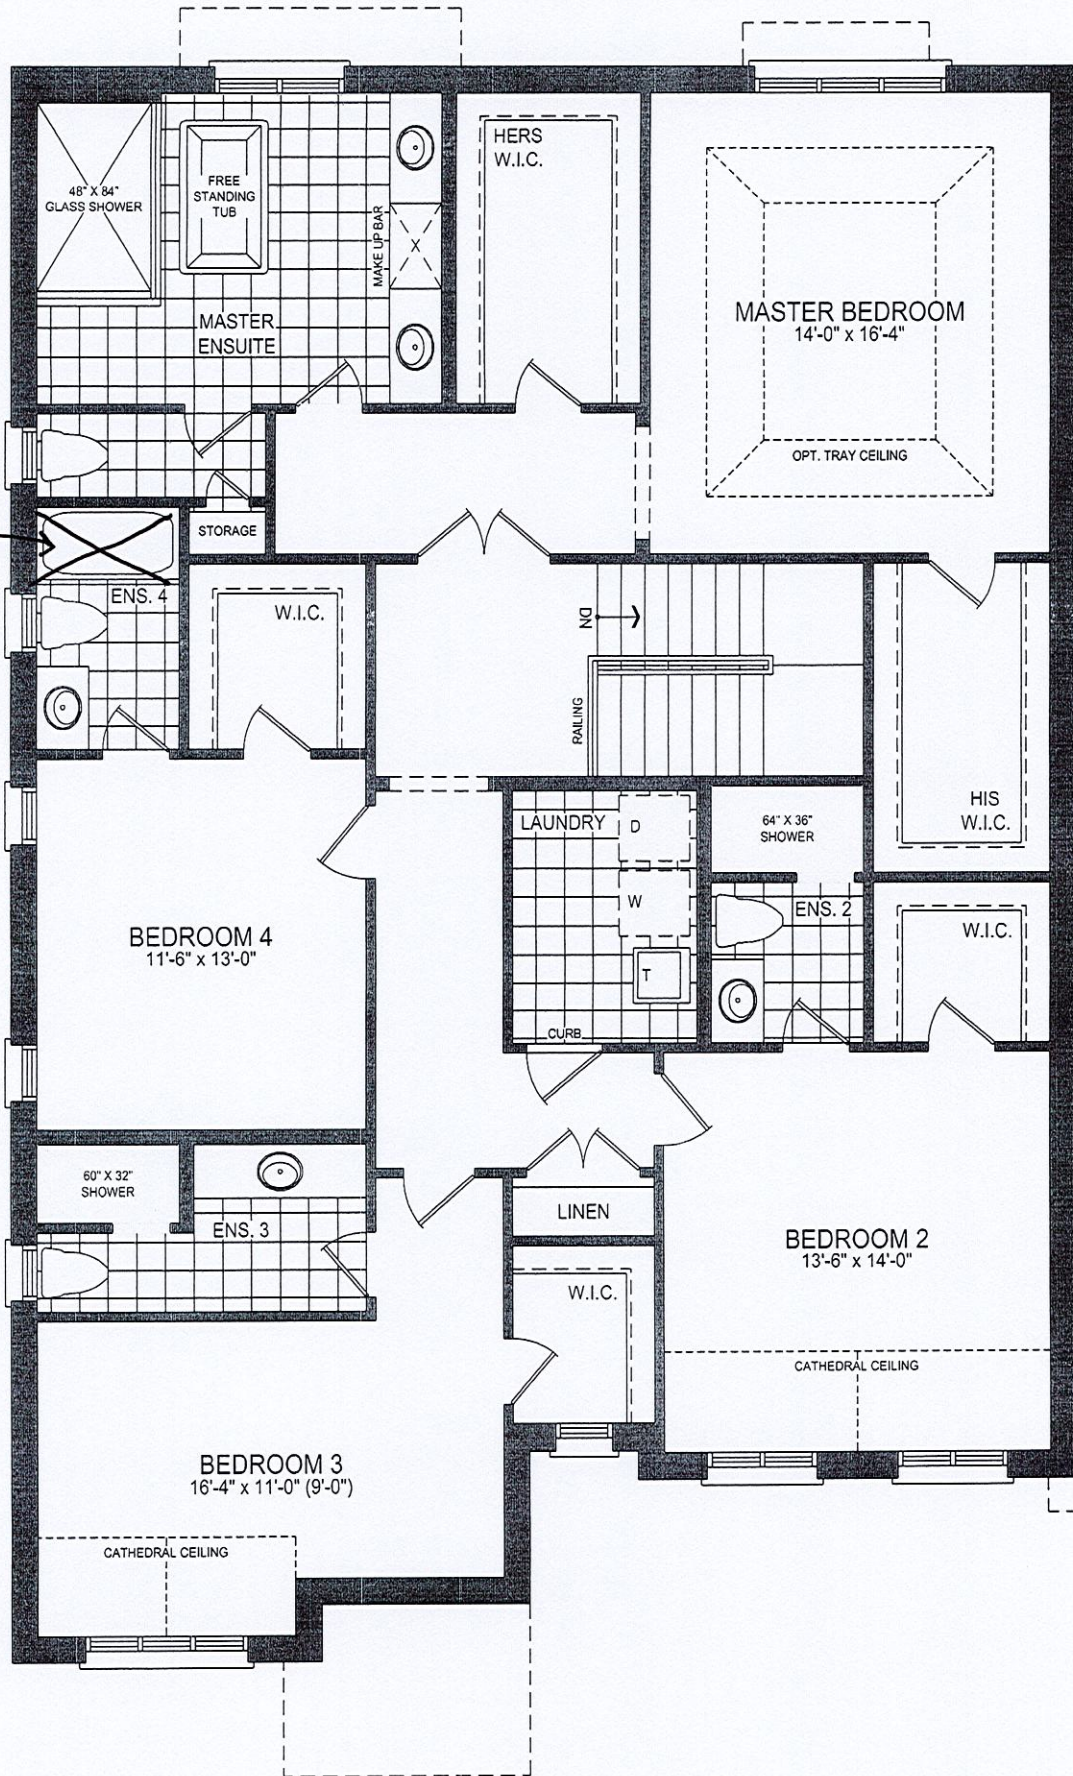 48" X 84"
GLASS SHOWER
FREE
STANDING
TUB
MAKE UP BAR
X
HERS
W.I.C.
MASTER
ENSUITE
MASTER BEDROOM
14'-0" x 16'-4"
OPT. TRAY CEILING
STORAGE
ENS. 4
W.I.C.
DN
RAILING
HIS
W.I.C.
LAUNDRY
D
W
T
CURB
64" X 36"
SHOWER
ENS. 2
W.I.C.
BEDROOM 4
11'-6" x 13'-0"
60" X 32"
SHOWER
ENS. 3
LINEN
W.I.C.
BEDROOM 2
13'-6" x 14'-0"
CATHEDRAL CEILING
BEDROOM 3
16'-4" x 11'-0" (9'-0")
CATHEDRAL CEILING